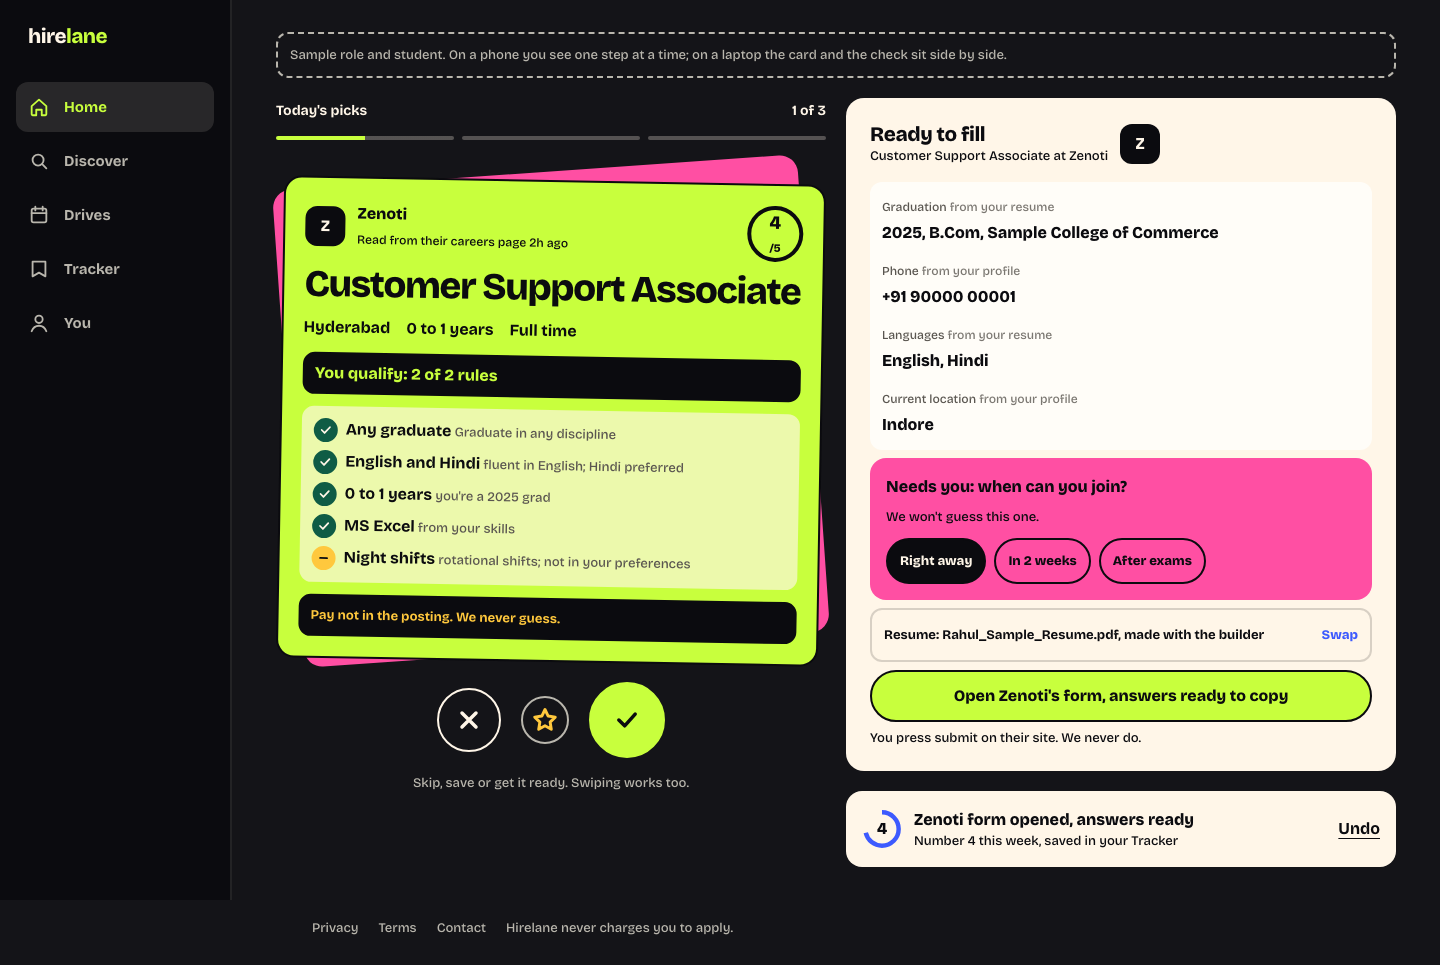 hirelane
Home
Discover
Drives
Tracker
You
Sample role and student. On a phone you see one step at a time; on a laptop the card and the check sit side by side.
Today's picks
1 of 3
Z
Zenoti
Read from their careers page 2h ago
4
/5
Customer Support Associate
Hyderabad 0 to 1 years Full time
You qualify: 2 of 2 rules
Any graduate Graduate in any discipline
English and Hindi fluent in English; Hindi preferred
0 to 1 years you're a 2025 grad
MS Excel from your skills
Night shifts rotational shifts; not in your preferences
Pay not in the posting. We never guess.
Skip, save or get it ready. Swiping works too.
Ready to fill
Customer Support Associate at Zenoti
Z
Graduation from your resume
2025, B.Com, Sample College of Commerce
Phone from your profile
+91 90000 00001
Languages from your resume
English, Hindi
Current location from your profile
Indore
Needs you: when can you join?
We won't guess this one.
Right away
In 2 weeks
After exams
Resume: Rahul_Sample_Resume.pdf, made with the builder
Swap
Open Zenoti's form, answers ready to copy
You press submit on their site. We never do.
4
Zenoti form opened, answers ready
Number 4 this week, saved in your Tracker
Undo
Privacy Terms Contact Hirelane never charges you to apply.